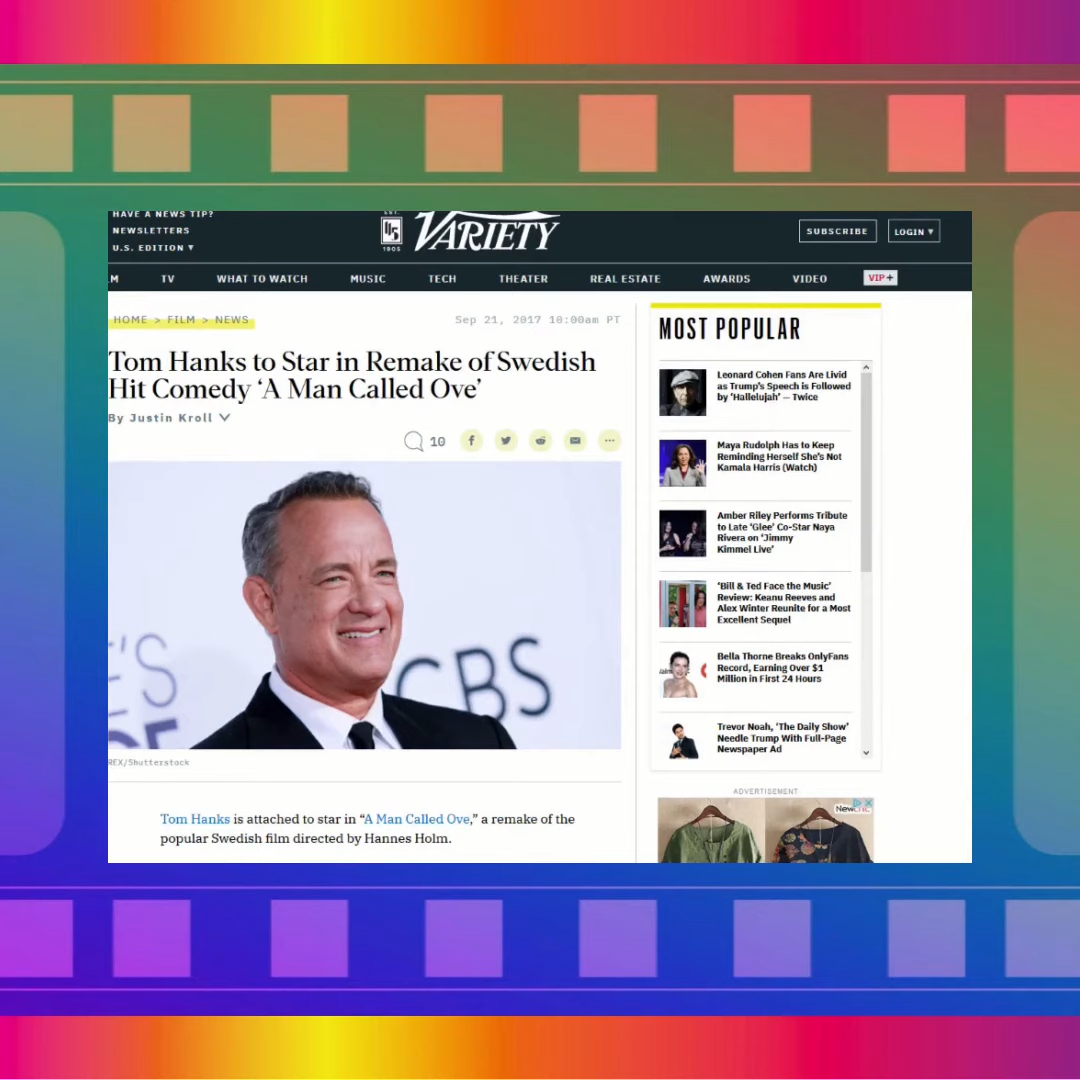 HAVE A NEWS TIP?
NEWSLETTERS
U.S. EDITION ▾
EST.
1905
VARIETY
SUBSCRIBE
LOGIN ▾
M
TV
WHAT TO WATCH
MUSIC
TECH
THEATER
REAL ESTATE
AWARDS
VIDEO
VIP+
HOME > FILM > NEWS
Sep 21, 2017 10:00am PT
Tom Hanks to Star in Remake of Swedish
Hit Comedy ‘A Man Called Ove’
By Justin Kroll
10
E'S
CBS
REX/Shutterstock
Tom Hanks is attached to star in “A Man Called Ove,” a remake of the
popular Swedish film directed by Hannes Holm.
MOST POPULAR
Leonard Cohen Fans Are Livid
as Trump’s Speech is Followed
by ‘Hallelujah’ — Twice
Maya Rudolph Has to Keep
Reminding Herself She’s Not
Kamala Harris (Watch)
Amber Riley Performs Tribute
to Late ‘Glee’ Co-Star Naya
Rivera on ‘Jimmy
Kimmel Live’
‘Bill & Ted Face the Music’
Review: Keanu Reeves and
Alex Winter Reunite for a Most
Excellent Sequel
Bella Thorne Breaks OnlyFans
Record, Earning Over $1
Million in First 24 Hours
Trevor Noah, ‘The Daily Show’
Needle Trump With Full-Page
Newspaper Ad
ADVERTISEMENT